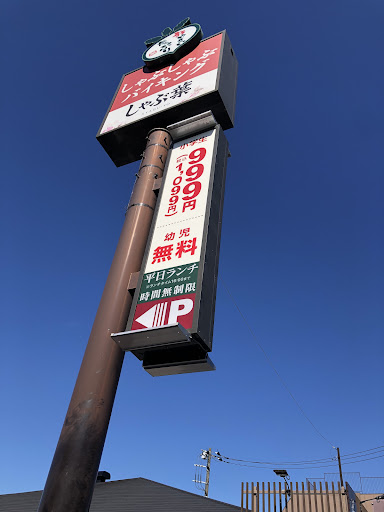 しゃぶしゃぶ
バイキング
しゃぶ葉
小学生
999円
税込
1,099円
幼児
無料
平日ランチ
時間無制限
P